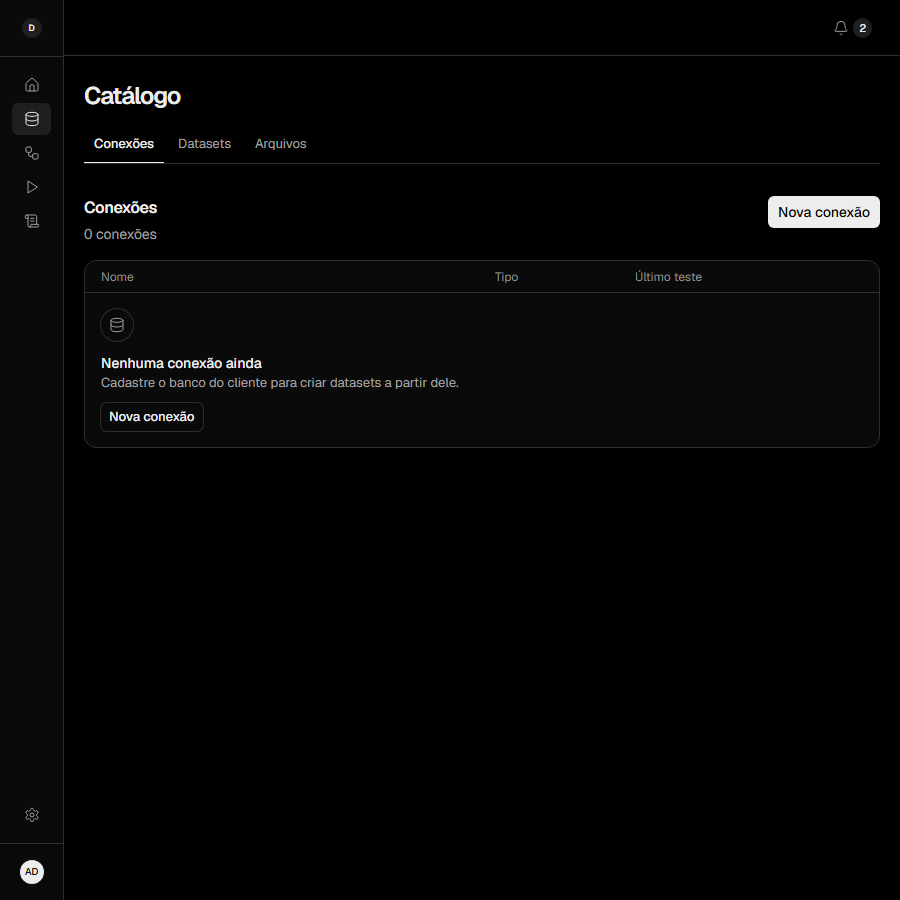 D
2
Catálogo
Conexões Datasets Arquivos
Conexões
Nova conexão
0 conexões
Nome Tipo Último teste
Nenhuma conexão ainda
Cadastre o banco do cliente para criar datasets a partir dele.
Nova conexão
AD